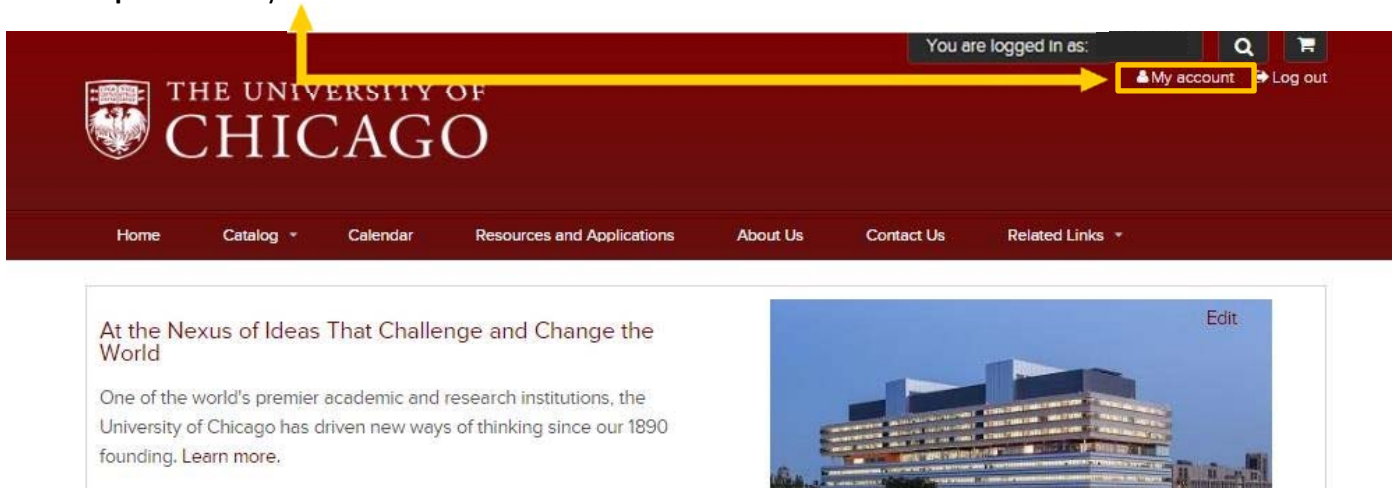 You are logged in as:
My account Log out
THE UNIVERSITY OF
CHICAGO
Home Catalog Calendar Resources and Applications About Us Contact Us Related Links
At the Nexus of Ideas That Challenge and Change the
World
Edit
One of the world's premier academic and research institutions, the
University of Chicago has driven new ways of thinking since our 1890
founding. Learn more.